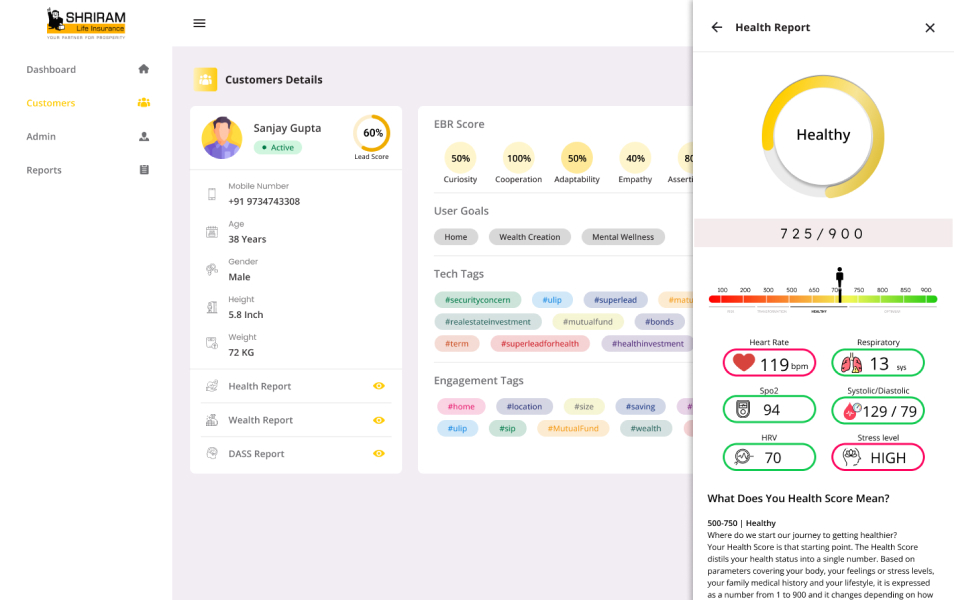 SHRIRAM
Life Insurance
YOUR PARTNER FOR PROSPERITY
Dashboard
Customers
Admin
Reports
Customers Details
Sanjay Gupta
Active
60%
Lead Score
Mobile Number
+91 9734743308
Age
38 Years
Gender
Male
Height
5.8 Inch
Weight
72 KG
Health Report
Wealth Report
DASS Report
EBR Score
50% 100% 50% 40% 80
Curiosity Cooperation Adaptability Empathy Asserti
User Goals
Home Wealth Creation Mental Wellness
Tech Tags
#securityconcern #ulip #superlead #matu
#realestateinvestment #mutualfund #bonds
#term #superleadforhealth #healthinvestment
Engagement Tags
#home #location #size #saving #
#ulip #sip #MutualFund #wealth
Health Report
Healthy
725/900
100 200 500 500 650 70 750 800 850 900
HEALTHY
Heart Rate Respiratory
119 bpm 13 sys
Spo2 Systolic/Diastolic
94 129 / 79
HRV Stress level
70 HIGH
What Does You Health Score Mean?
500-750 | Healthy
Where do we start our journey to getting healthier?
Your Health Score is that starting point. The Health Score
distils your health status into a single number. Based on
parameters covering your body, your feelings or stress levels,
your family medical history and your lifestyle, it is expressed
as a number from 1 to 900 and it changes depending on how